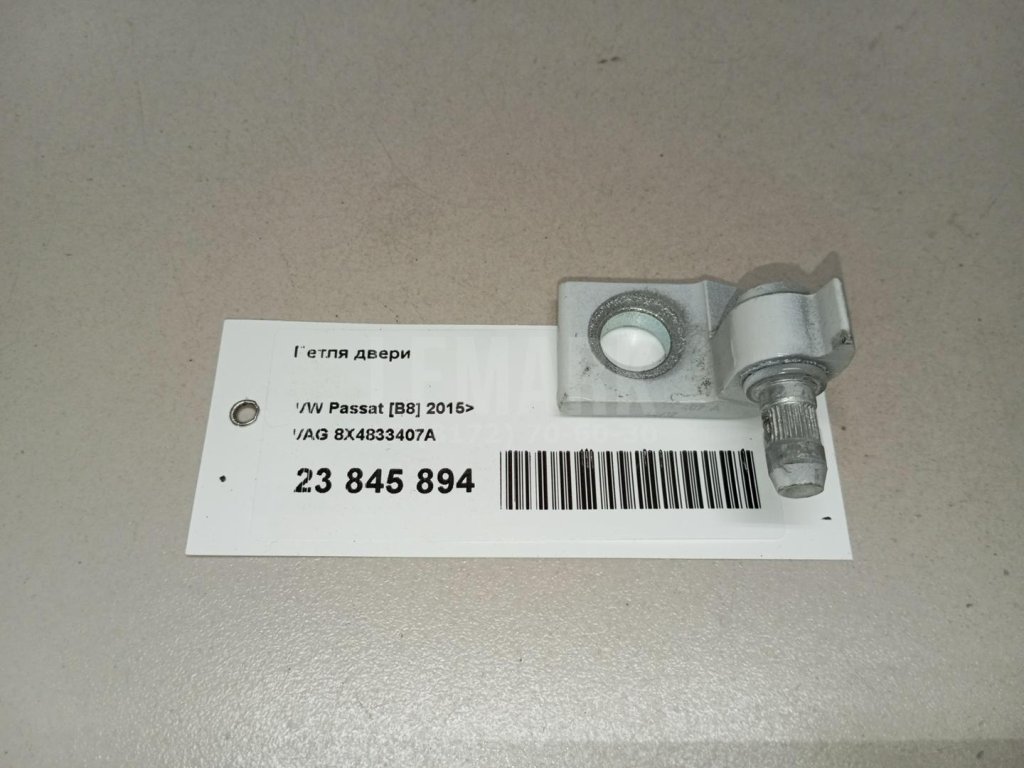 Петля двери
VW Passat [B8] 2015>
VAG 8X4833407A
23 845 894